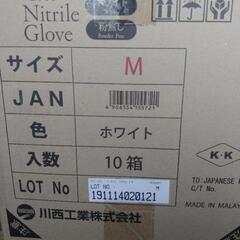 Nitrile
Glove
粉無し
Powder Free
サイズ M
JAN
色 ホワイト
入数 10箱
LOT No
LOT NO
M
191114020121
川西工業株式会社
K K
TO: JAPANESE
C/T No.
MADE IN MALAY